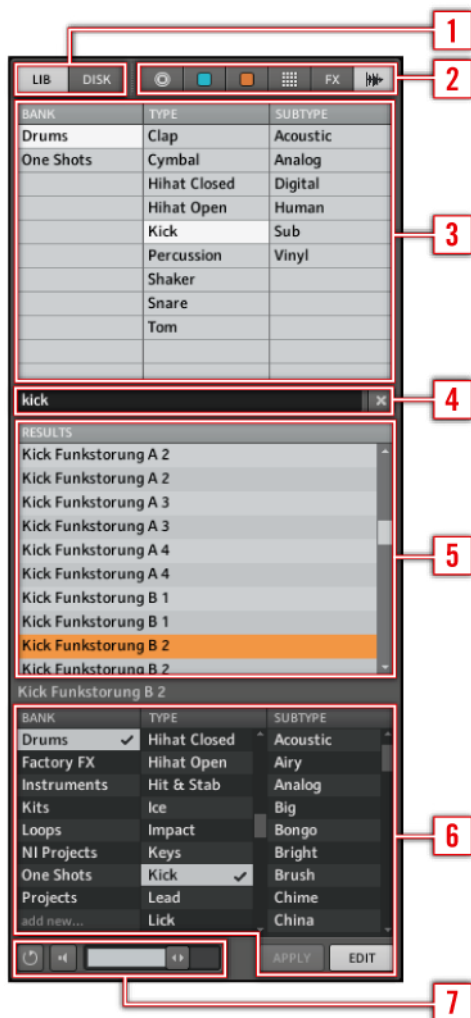 1
LIB DISK FX 2
BANK TYPE SUBTYPE
Drums Clap Acoustic
One Shots Cymbal Analog
Hihat Closed Digital
Hihat Open Human
Kick Sub 3
Percussion Vinyl
Shaker
Snare
Tom
kick × 4
RESULTS
Kick Funkstorung A 2
Kick Funkstorung A 2
Kick Funkstorung A 3
Kick Funkstorung A 3
Kick Funkstorung A 4 5
Kick Funkstorung A 4
Kick Funkstorung B 1
Kick Funkstorung B 1
Kick Funkstorung B 2
Kick Funkstorung B 2
Kick Funkstorung B 2
BANK TYPE SUBTYPE
Drums Hihat Closed Acoustic
Factory FX Hihat Open Airy
Instruments Hit & Stab Analog
Kits Ice Big
Loops Impact Bongo 6
NI Projects Keys Bright
One Shots Kick Brush
Projects Lead Chime
add new... Lick China
APPLY EDIT
7